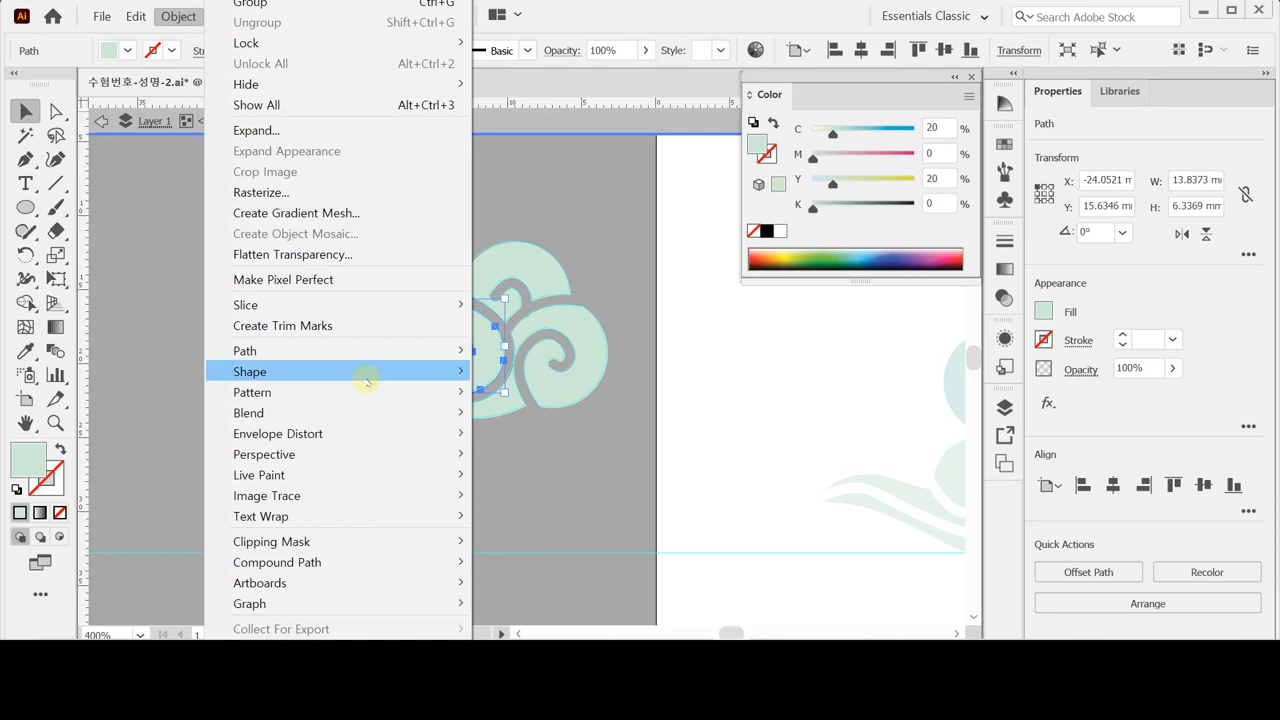 Ai File Edit Object Essentials Classic Search Adobe Stock
Path Basic Opacity: 100% Style: Transform
수험번호-성명-2.ai* @
Layer 1
35 10 0 5
Group Ctrl+G
Ungroup Shift+Ctrl+G
Lock
Unlock All Alt+Ctrl+2
Hide
Show All Alt+Ctrl+3
Expand...
Expand Appearance
Crop Image
Rasterize...
Create Gradient Mesh...
Create Object Mosaic...
Flatten Transparency...
Make Pixel Perfect
Slice
Create Trim Marks
Path
Shape
Pattern
Blend
Envelope Distort
Perspective
Live Paint
Image Trace
Text Wrap
Clipping Mask
Compound Path
Artboards
Graph
Collect For Export
400% 1
Color
C 20 %
M 0 %
Y 20 %
K 0 %
Properties Libraries
Path
Transform
X: -24.0521 m W: 13.8373 m
Y: 15.6346 m H: 6.3369 m
0°
Appearance
Fill
Stroke
Opacity 100%
fx.
Align
Quick Actions
Offset Path Recolor
Arrange